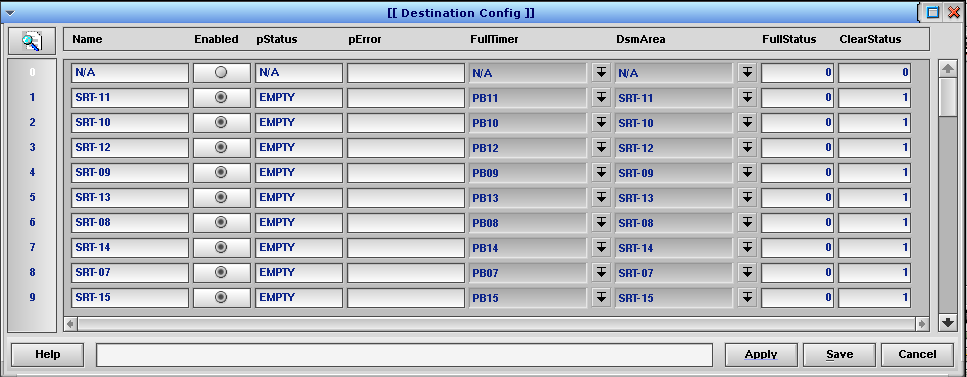 [[ Destination Config ]]
Name Enabled pStatus pError FullTimer DsmArea FullStatus ClearStatus
0 N/A N/A N/A N/A 0 0
1 SRT-11 EMPTY PB11 SRT-11 0 1
2 SRT-10 EMPTY PB10 SRT-10 0 1
3 SRT-12 EMPTY PB12 SRT-12 0 1
4 SRT-09 EMPTY PB09 SRT-09 0 1
5 SRT-13 EMPTY PB13 SRT-13 0 1
6 SRT-08 EMPTY PB08 SRT-08 0 1
7 SRT-14 EMPTY PB14 SRT-14 0 1
8 SRT-07 EMPTY PB07 SRT-07 0 1
9 SRT-15 EMPTY PB15 SRT-15 0 1
Help Apply Save Cancel